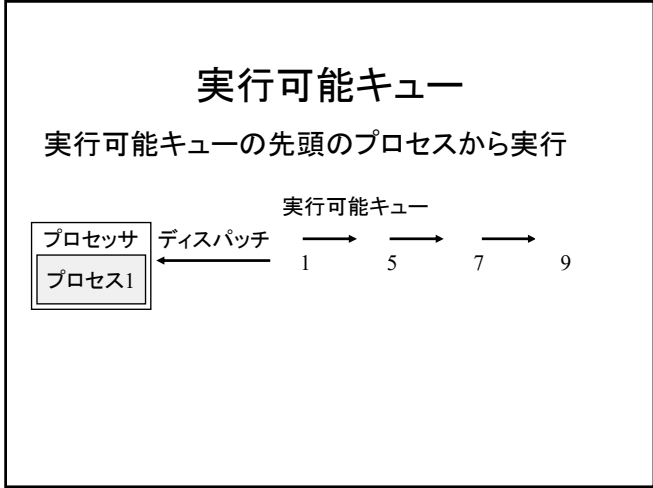 実行可能キュー
実行可能キューの先頭のプロセスから実行
実行可能キュー
プロセッサ
ディスパッチ
プロセス1
1 5 7 9